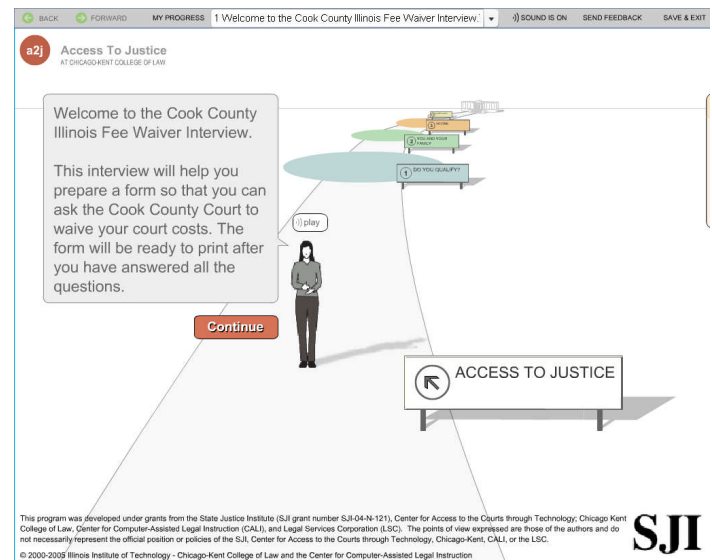 BACK FORWARD MY PROGRESS 1 Welcome to the Cook County Illinois Fee Waiver Interview. SOUND IS ON SEND FEEDBACK SAVE & EXIT
a2j Access To Justice
AT CHICAGO-KENT COLLEGE OF LAW
Welcome to the Cook County
Illinois Fee Waiver Interview.
This interview will help you
prepare a form so that you can
ask the Cook County Court to
waive your court costs. The
form will be ready to print after
you have answered all the
questions.
play
Continue
2 YOU AND YOUR
FAMILY
1 DO YOU QUALIFY?
ACCESS TO JUSTICE
This program was developed under grants from the State Justice Institute (SJI grant number SJI-04-N-121), Center for Access to the Courts through Technology; Chicago Kent
College of Law, Center for Computer-Assisted Legal Instruction (CALI), and Legal Services Corporation (LSC). The points of view expressed are those of the authors and do
not necessarily represent the official position or policies of the SJI, Center for Access to the Courts through Technology, Chicago-Kent, CALI, or the LSC.
© 2000-2005 Illinois Institute of Technology - Chicago-Kent College of Law and the Center for Computer-Assisted Legal Instruction
SJI